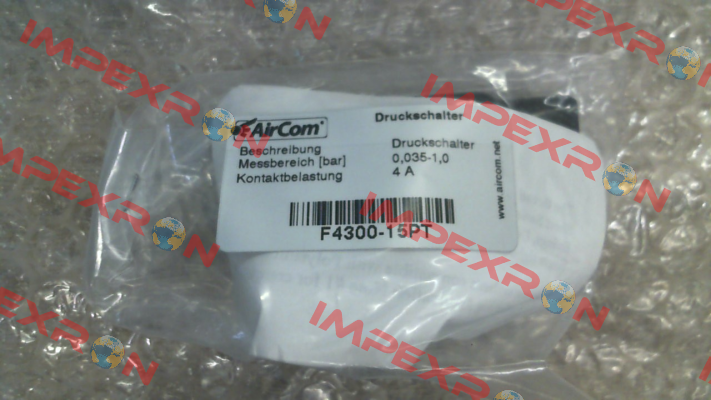 AirCom
Druckschalter
Beschreibung Druckschalter
Messbereich [bar] 0,035-1,0
Kontaktbelastung 4 A
www.aircom.net
F4300-15PT
IMPEXRON
IMPEXRON
IMPEXRON
IMPEXRON
IMPEXRON
IMPEXRON
IMPEXRON